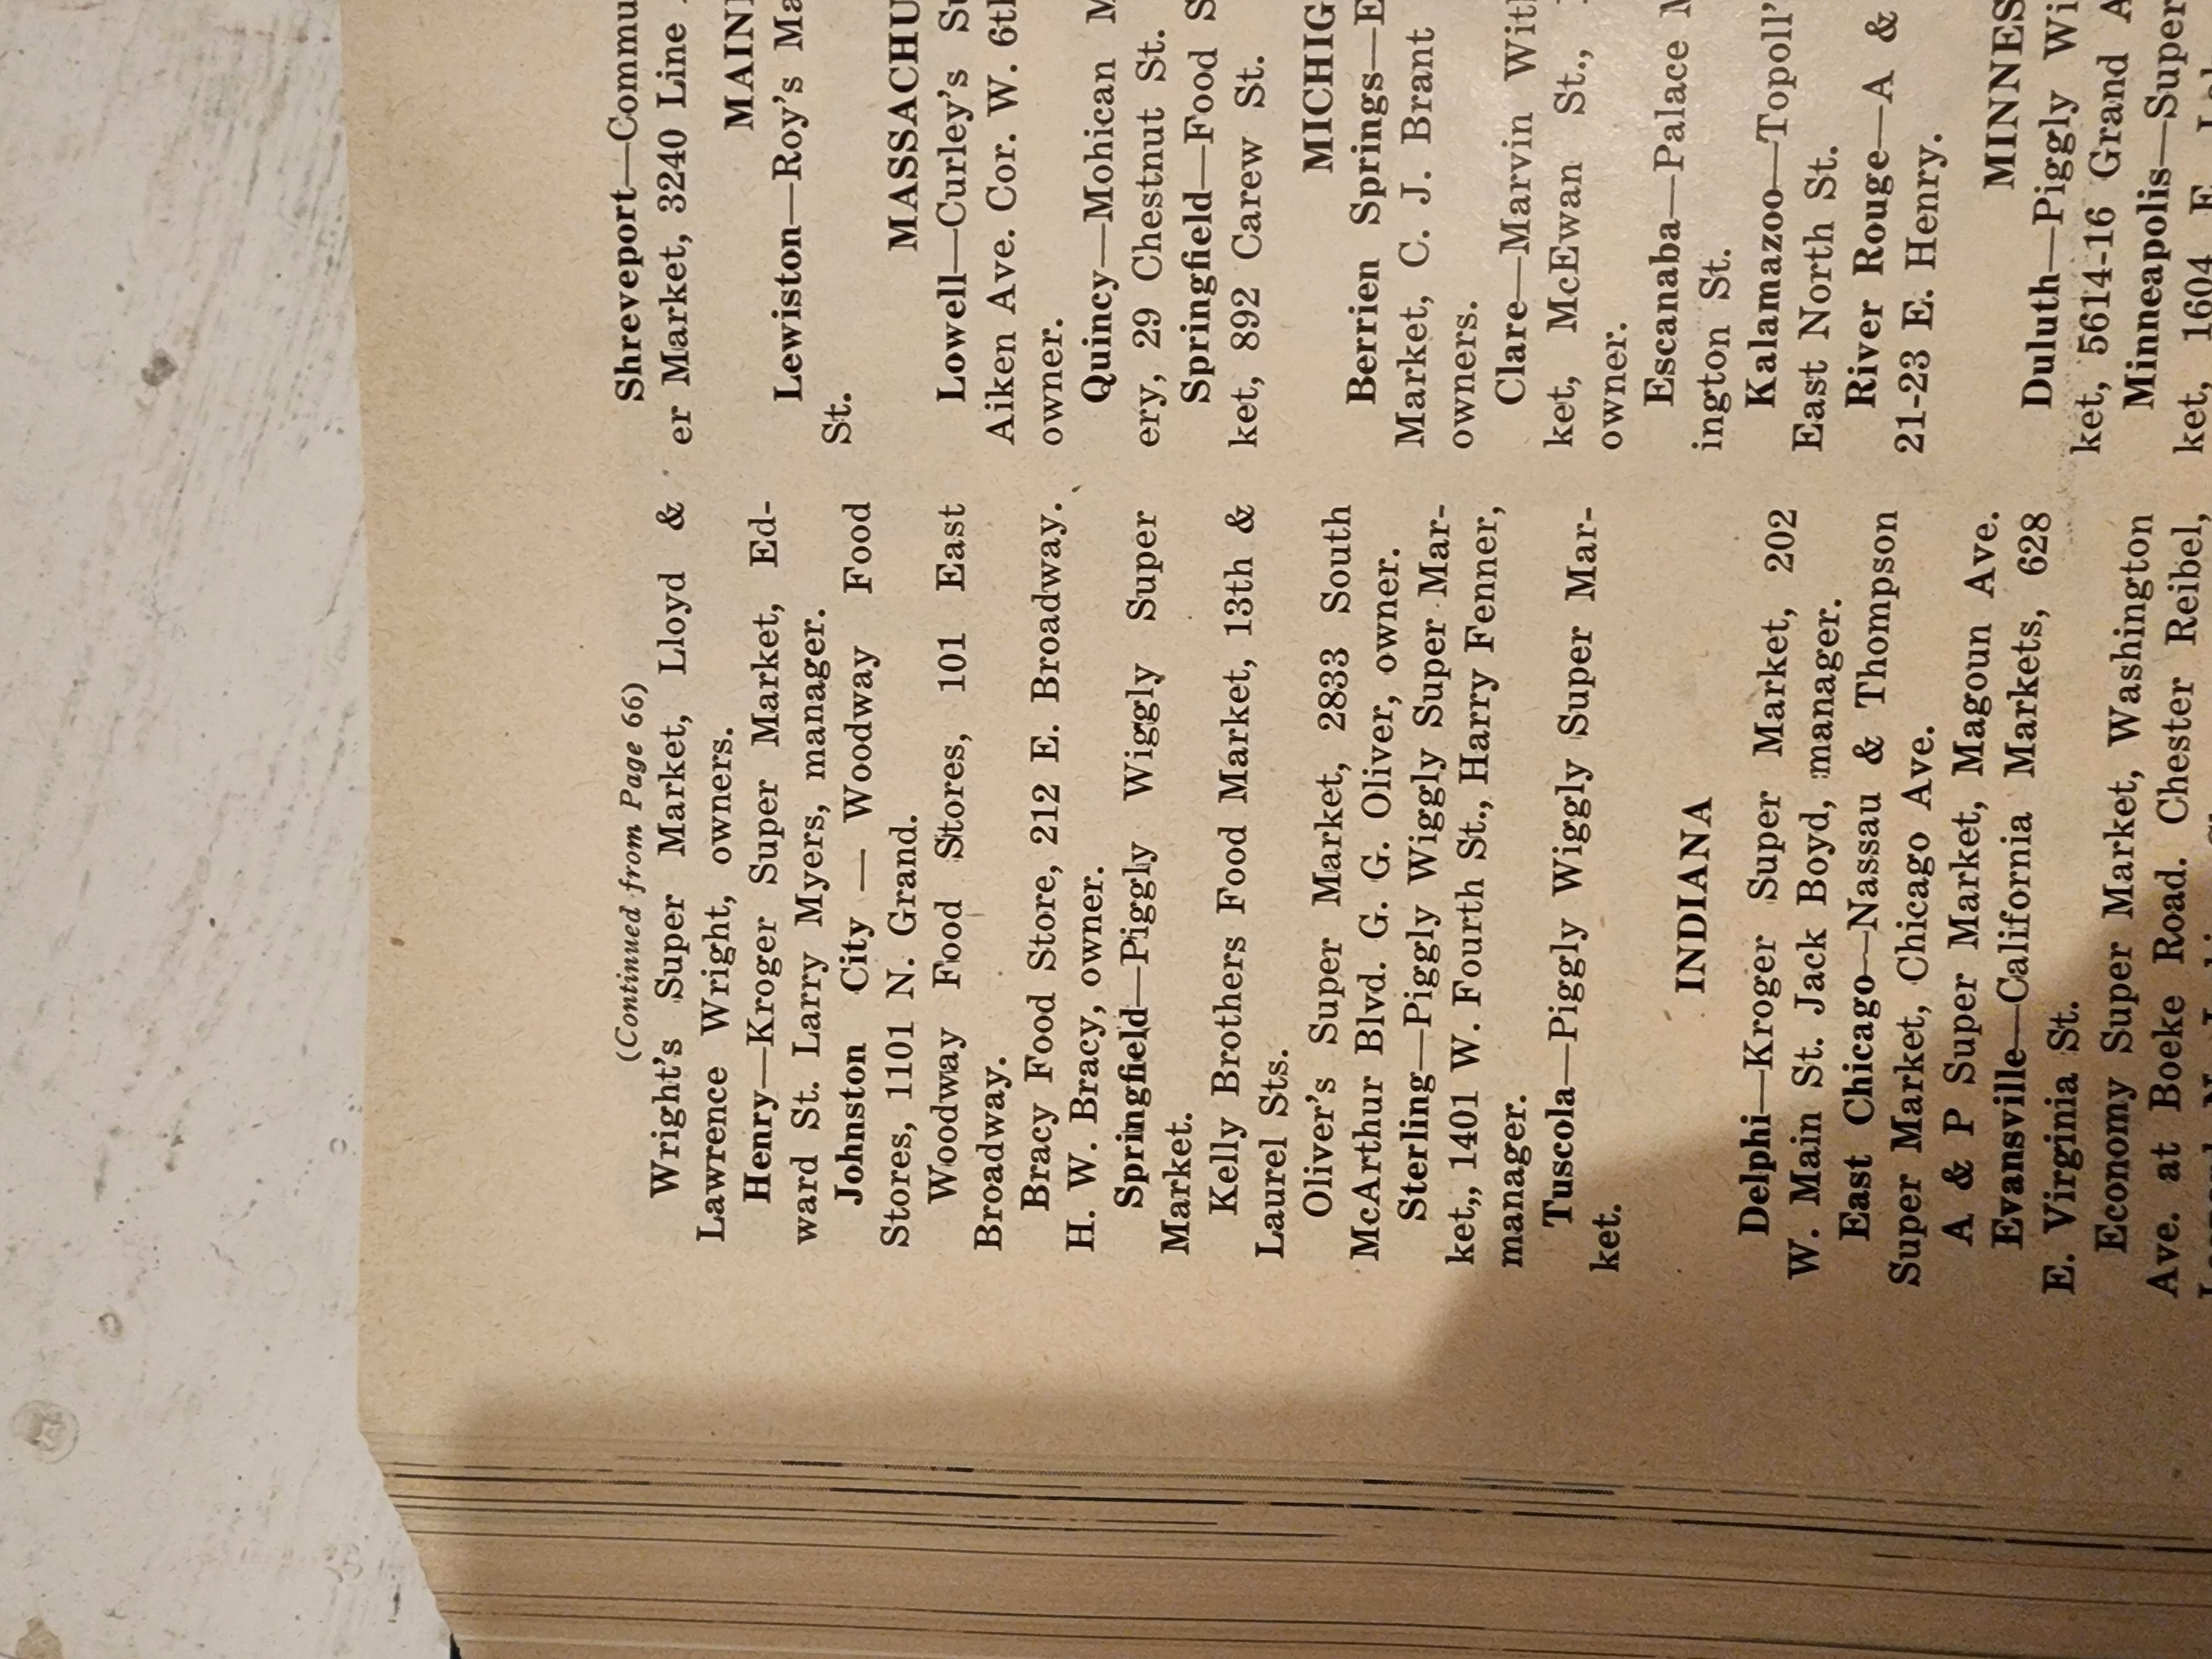 (Continued from Page 66)
Wright's Super Market, Lloyd &
Lawrence Wright, owners.
Henry—Kroger Super Market, Ed-
ward St. Larry Myers, manager.
Johnston City — Woodway Food
Stores, 1101 N. Grand.
Woodway Food Stores, 101 East
Broadway.
Bracy Food Store, 212 E. Broadway.
H. W. Bracy, owner.
Springfield—Piggly Wiggly Super
Market.
Kelly Brothers Food Market, 13th &
Laurel Sts.
Oliver's Super Market, 2833 South
McArthur Blvd. G. G. Oliver, owner.
Sterling—Piggly Wiggly Super Mar-
ket,, 1401 W. Fourth St., Harry Fenner,
manager.
Tuscola—Piggly Wiggly Super Mar-
ket.
INDIANA
Delphi—Kroger Super Market, 202
W. Main St. Jack Boyd, manager.
East Chicago—Nassau & Thompson
Super Market, Chicago Ave.
A & P Super Market, Magoun Ave.
Evansville—California Markets, 628
E. Virginia St.
Economy Super Market, Washington
Ave. at Boeke Road. Chester Reibel,
Shreveport—Commu
er Market, 3240 Line
MAIN
Lewiston—Roy's Ma
St.
MASSACHU
Lowell—Curley's Su
Aiken Ave. Cor. W. 6th
owner.
Quincy—Mohican M
ery, 29 Chestnut St.
Springfield—Food S
ket, 892 Carew St.
MICHIG
Berrien Springs—E
Market, C. J. Brant
owners.
Clare—Marvin With
ket, McEwan St.,
owner.
Escanaba—Palace M
ington St.
Kalamazoo—Topoll'
East North St.
River Rouge—A &
21-23 E. Henry.
MINNES
Duluth—Piggly Wi
ket, 5614-16 Grand A
Minneapolis—Super
ket, 1604 E.